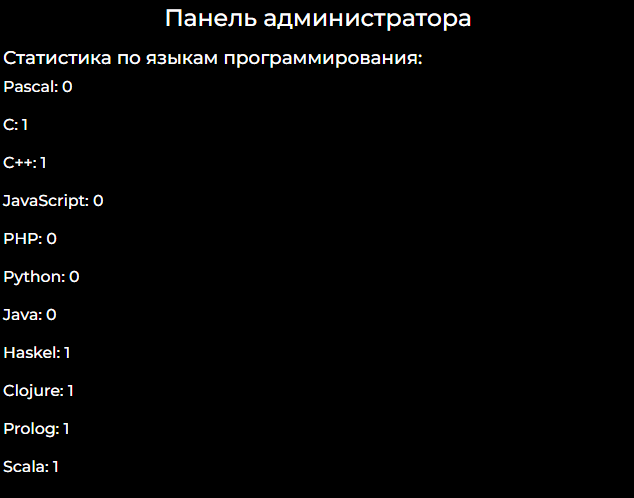 Панель администратора
Статистика по языкам программирования:
Pascal: 0
C: 1
C++: 1
JavaScript: 0
PHP: 0
Python: 0
Java: 0
Haskel: 1
Clojure: 1
Prolog: 1
Scala: 1